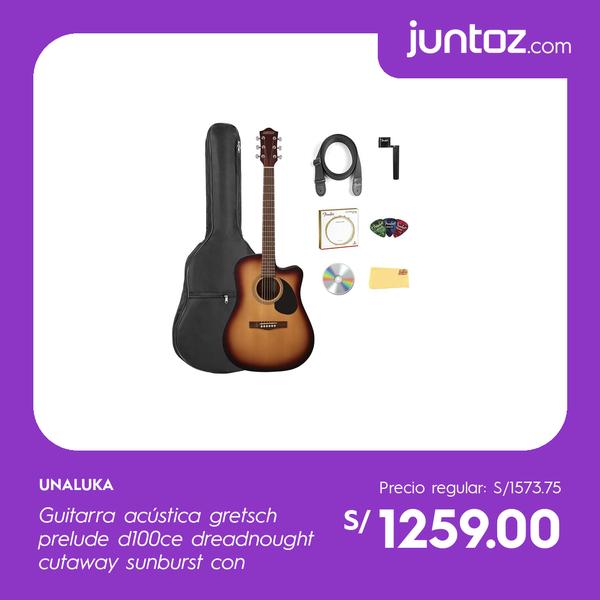 juntoz.com
UNALUKA
Guitarra acústica gretsch
prelude d100ce dreadnought
cutaway sunburst con
Precio regular: S/1573.75
S/1259.00